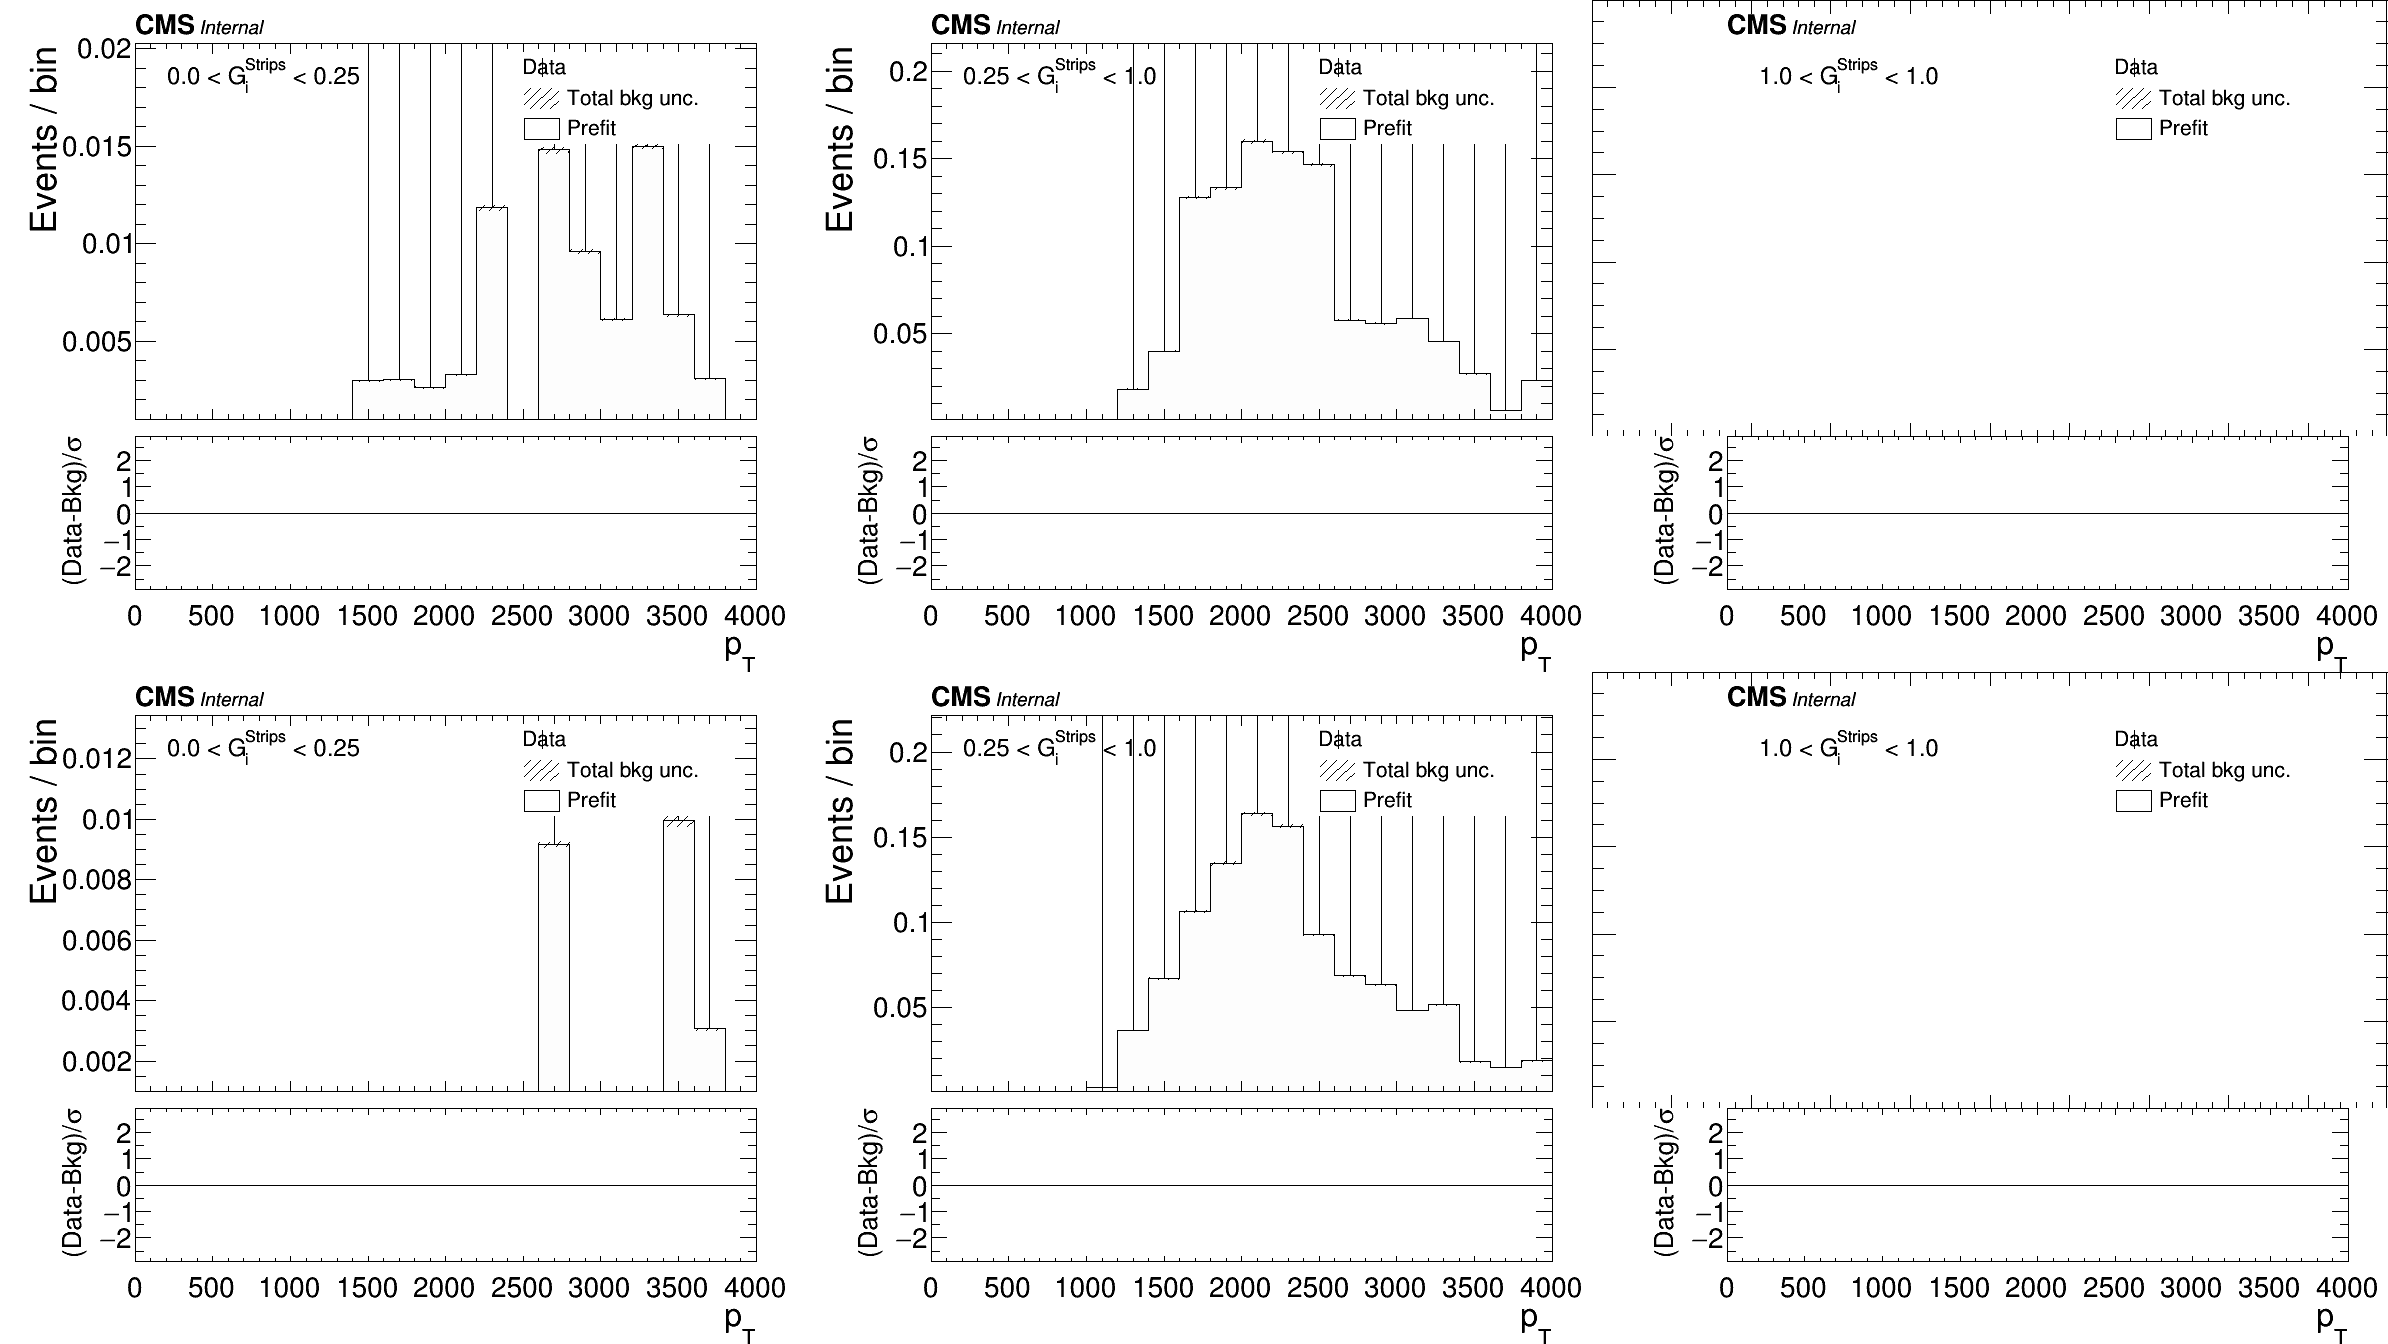 CMS Internal
Events / bin
0.0 < G_i^Strips < 0.25
Data
Total bkg unc.
Prefit
0.02
0.015
0.01
0.005
(Data-Bkg)/σ
2
1
0
−1
−2
0 500 1000 1500 2000 2500 3000 3500 4000
p_T
CMS Internal
Events / bin
0.25 < G_i^Strips < 1.0
Data
Total bkg unc.
Prefit
0.2
0.15
0.1
0.05
(Data-Bkg)/σ
2
1
0
−1
−2
0 500 1000 1500 2000 2500 3000 3500 4000
p_T
CMS Internal
1.0 < G_i^Strips < 1.0
Data
Total bkg unc.
Prefit
(Data-Bkg)/σ
2
1
0
−1
−2
0 500 1000 1500 2000 2500 3000 3500 4000
p_T
CMS Internal
Events / bin
0.0 < G_i^Strips < 0.25
Data
Total bkg unc.
Prefit
0.012
0.01
0.008
0.006
0.004
0.002
(Data-Bkg)/σ
2
1
0
−1
−2
0 500 1000 1500 2000 2500 3000 3500 4000
p_T
CMS Internal
Events / bin
0.25 < G_i^Strips < 1.0
Data
Total bkg unc.
Prefit
0.2
0.15
0.1
0.05
(Data-Bkg)/σ
2
1
0
−1
−2
0 500 1000 1500 2000 2500 3000 3500 4000
p_T
CMS Internal
1.0 < G_i^Strips < 1.0
Data
Total bkg unc.
Prefit
(Data-Bkg)/σ
2
1
0
−1
−2
0 500 1000 1500 2000 2500 3000 3500 4000
p_T